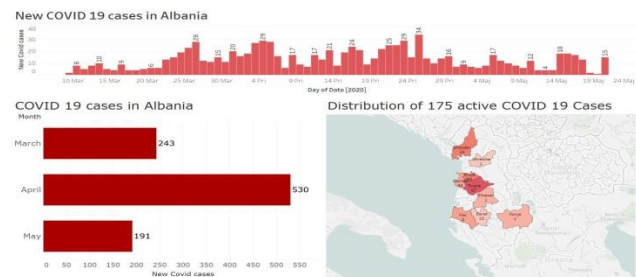 New COVID 19 cases in Albania
New Covid cases
40
30
20
10
0
8
10
9
6
28
15
20
16
29
17
13
21
24
25
29
34
14
16
9
17
12
4
18
15
10 Mar
15 Mar
20 Mar
25 Mar
30 Mar
4 Pri
9 Pri
14 Pri
19 Pri
24 Pri
29 Pri
4 Maj
9 Maj
14 Maj
19 Maj
24 Maj
Day of Date [2020]
COVID 19 cases in Albania
Month
March
243
April
530
May
191
0 50 100 150 200 250 300 350 400 450 500 550
New Covid cases
Distribution of 175 active COVID 19 Cases